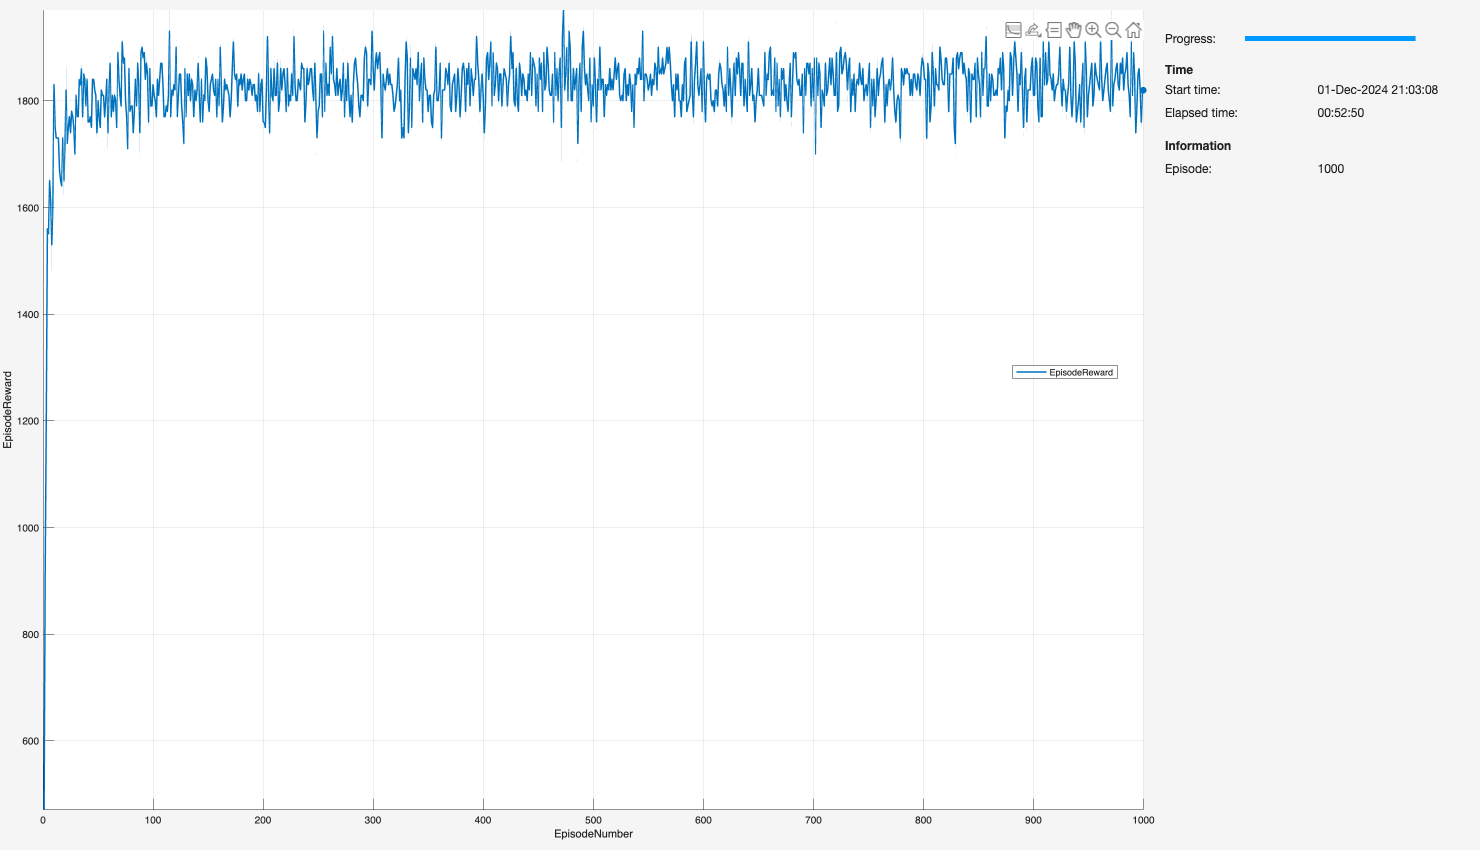 Progress:
Time
Start time: 01-Dec-2024 21:03:08
Elapsed time: 00:52:50
Information
Episode: 1000
1800
1600
1400
1200
1000
800
600
EpisodeReward
EpisodeReward
0 100 200 300 400 500 600 700 800 900 1000
EpisodeNumber